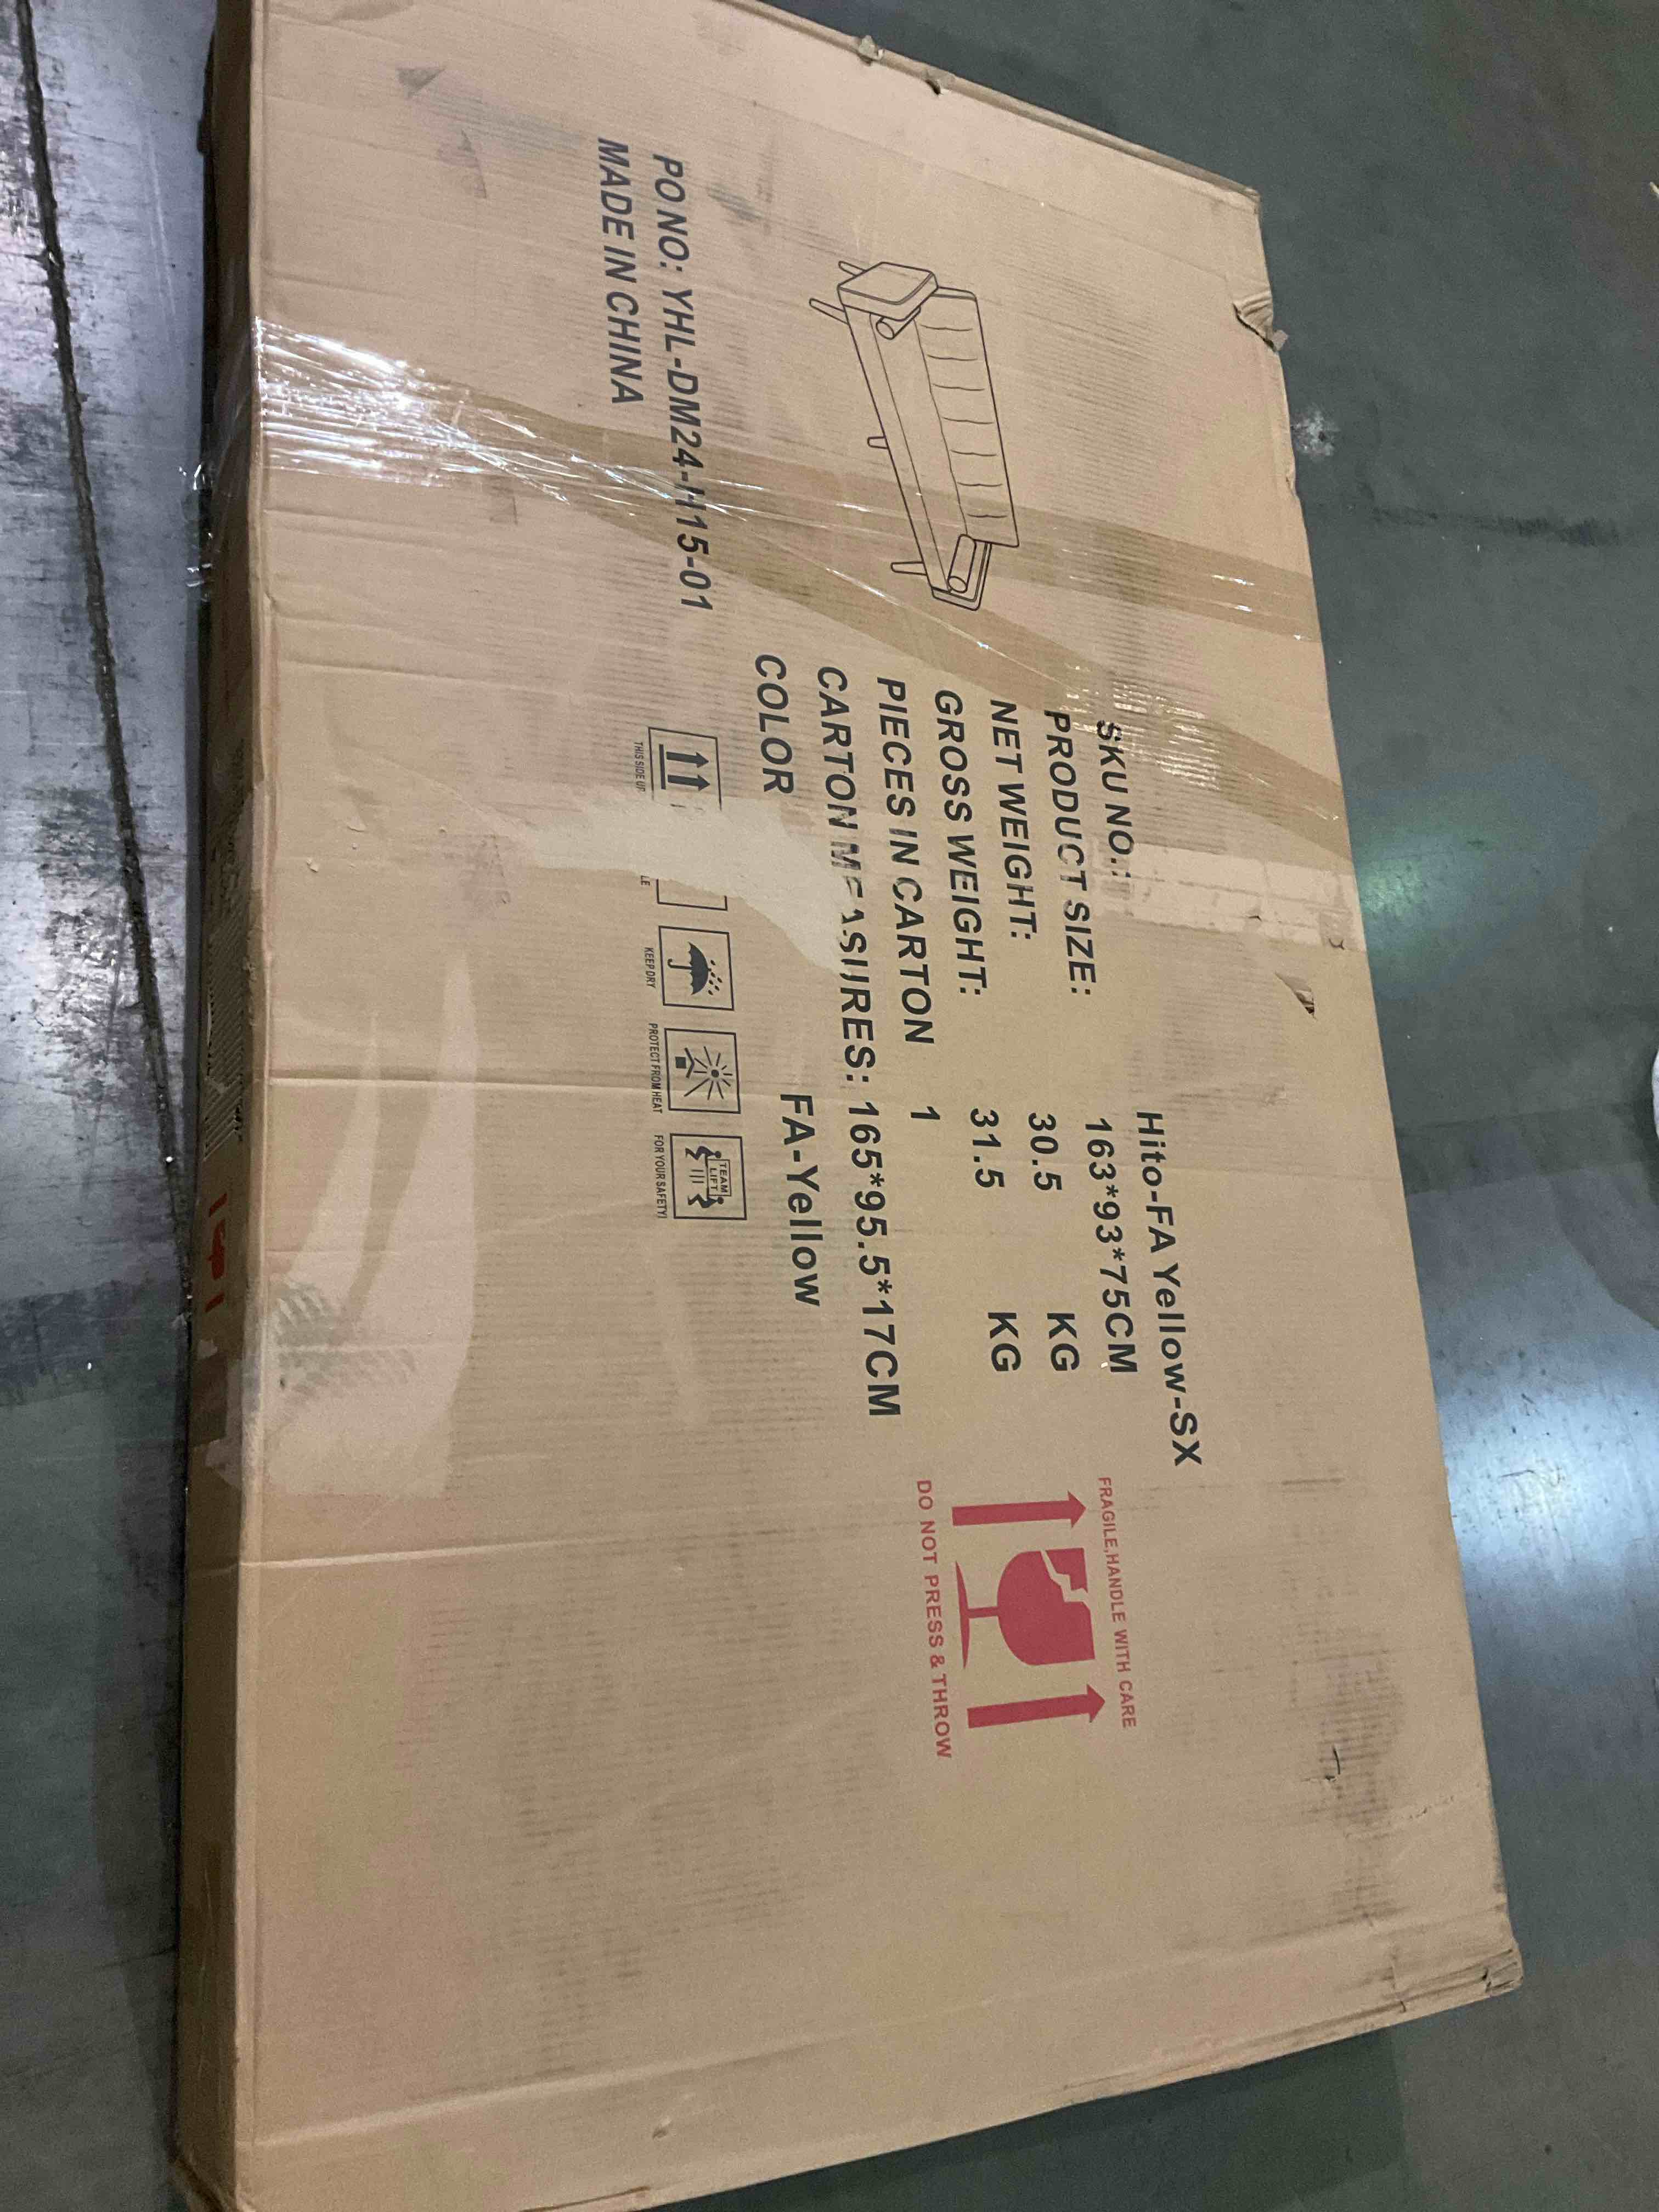 SKU NO.: Hito-FA Yellow-SX
PRODUCT SIZE: 163*93*75CM
NET WEIGHT: 30.5 KG
GROSS WEIGHT: 31.5 KG
PIECES IN CARTON 1
CARTON MEASURES: 165*95.5*17CM
COLOR FA-Yellow
PO NO: YHL-DM24-H15-01
MADE IN CHINA
THIS SIDE UP
KEEP DRY
PROTECT FROM HEAT
TEAM
LIFT
FOR YOUR SAFETY!
FRAGILE,HANDLE WITH CARE
DO NOT PRESS & THROW